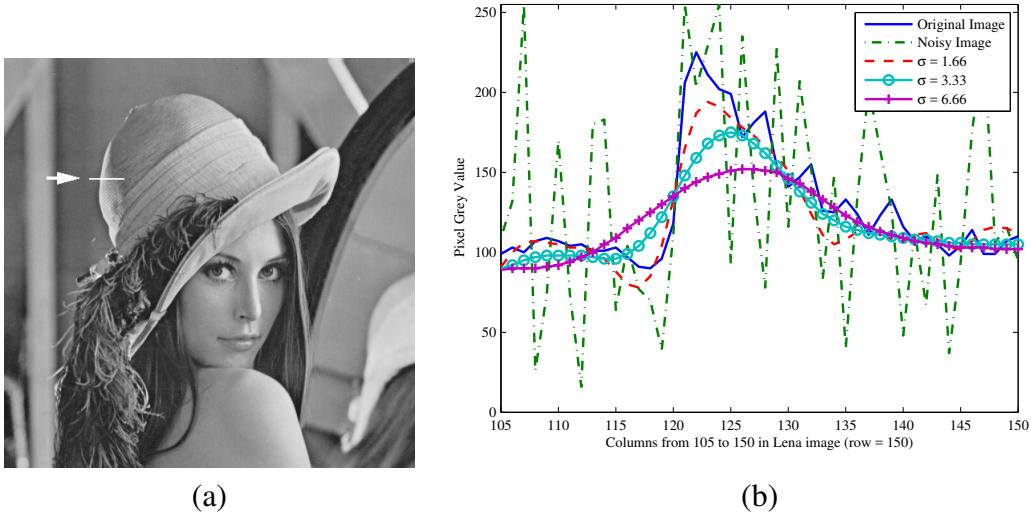 250
200
150
100
50
0
Pixel Grey Value
Original Image
Noisy Image
σ = 1.66
σ = 3.33
σ = 6.66
105 110 115 120 125 130 135 140 145 150
Columns from 105 to 150 in Lena image (row = 150)
(a)
(b)